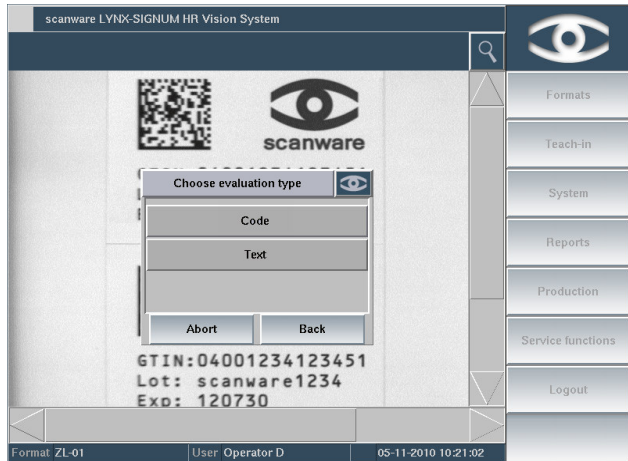 scanware LYNX-SIGNUM HR Vision System
scanware
Choose evaluation type
Code
Text
Abort
Back
GTIN:04001234123451
Lot: scanware1234
Exp: 120730
Formats
Teach-in
System
Reports
Production
Service functions
Logout
Format ZL-01
User Operator D
05-11-2010 10:21:02